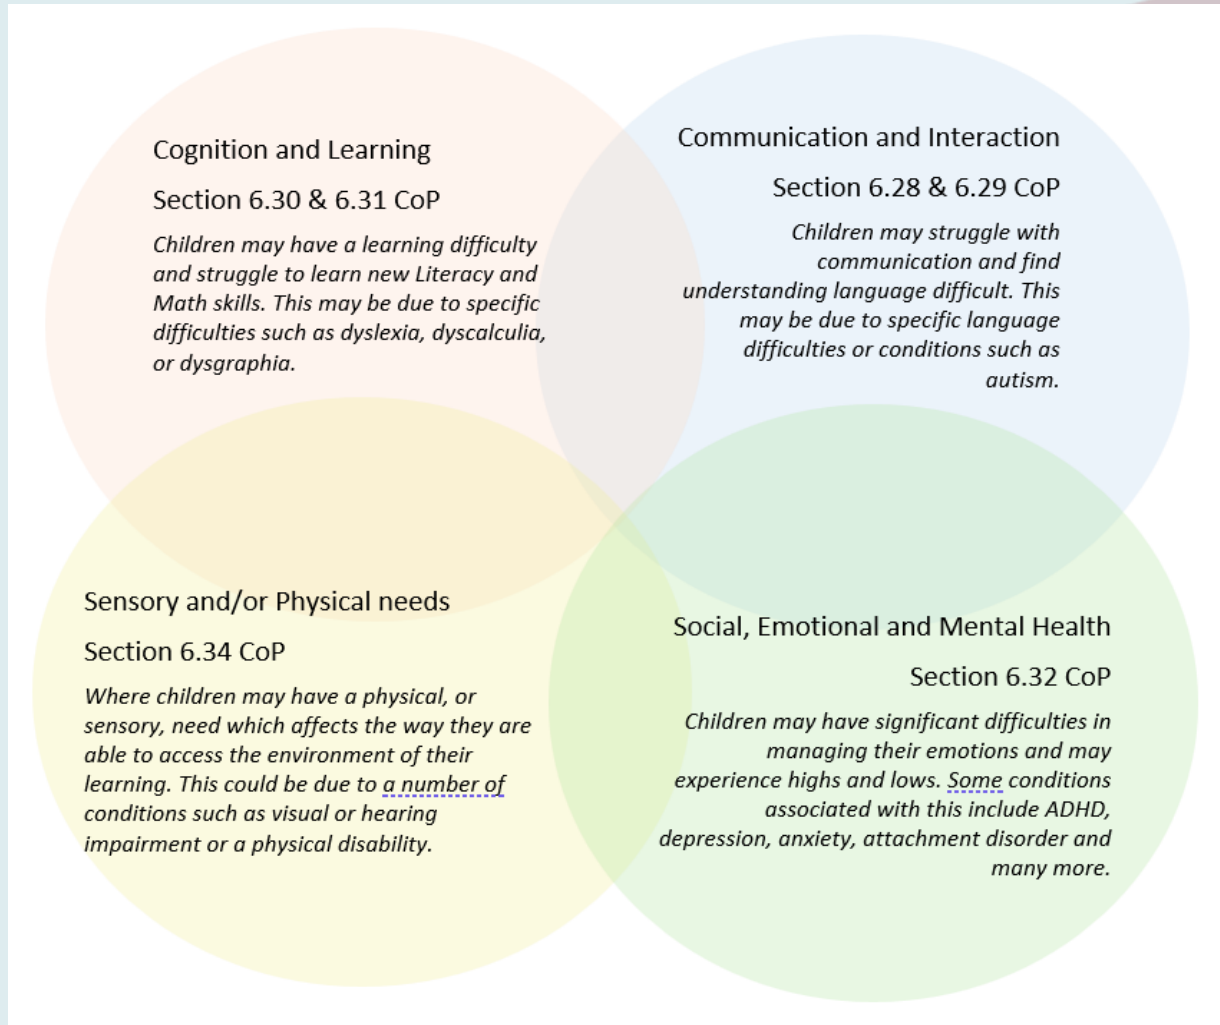 Cognition and Learning
Section 6.30 & 6.31 CoP
Children may have a learning difficulty
and struggle to learn new Literacy and
Math skills. This may be due to specific
difficulties such as dyslexia, dyscalculia,
or dysgraphia.
Communication and Interaction
Section 6.28 & 6.29 CoP
Children may struggle with
communication and find
understanding language difficult. This
may be due to specific language
difficulties or conditions such as
autism.
Sensory and/or Physical needs
Section 6.34 CoP
Where children may have a physical, or
sensory, need which affects the way they are
able to access the environment of their
learning. This could be due to a number of
conditions such as visual or hearing
impairment or a physical disability.
Social, Emotional and Mental Health
Section 6.32 CoP
Children may have significant difficulties in
managing their emotions and may
experience highs and lows. Some conditions
associated with this include ADHD,
depression, anxiety, attachment disorder and
many more.